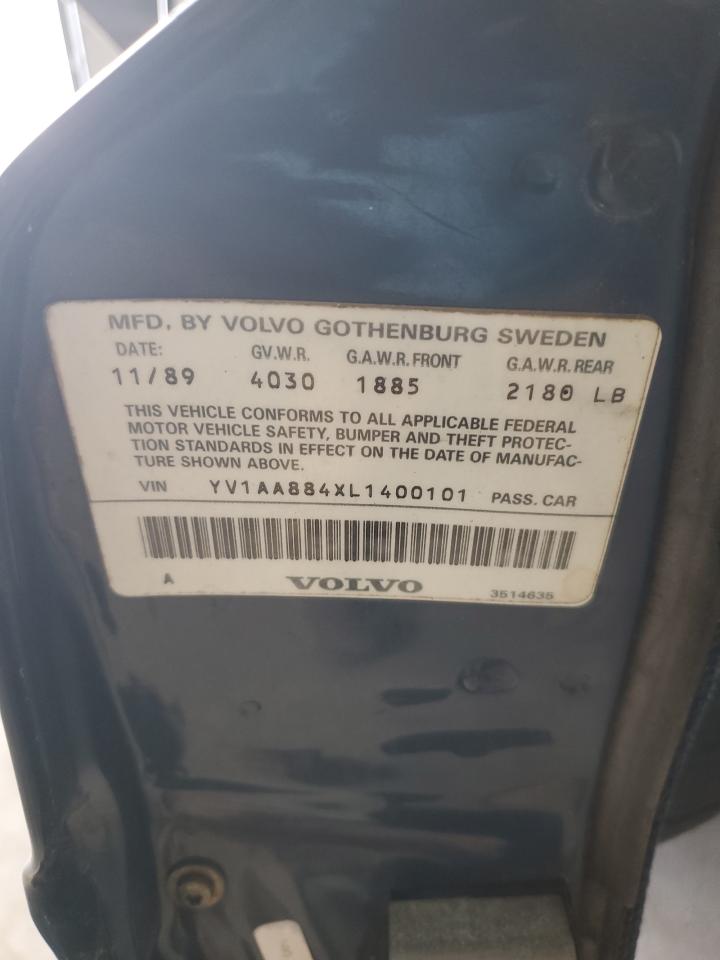 MFD. BY VOLVO GOTHENBURG SWEDEN
DATE: GV.W.R. G.A.W.R. FRONT G.A.W.R. REAR
11/89 4030 1885 2180 LB
THIS VEHICLE CONFORMS TO ALL APPLICABLE FEDERAL
MOTOR VEHICLE SAFETY, BUMPER AND THEFT PROTEC-
TION STANDARDS IN EFFECT ON THE DATE OF MANUFAC-
TURE SHOWN ABOVE.
VIN YV1AA884XL1400101 PASS. CAR
A VOLVO 3514635